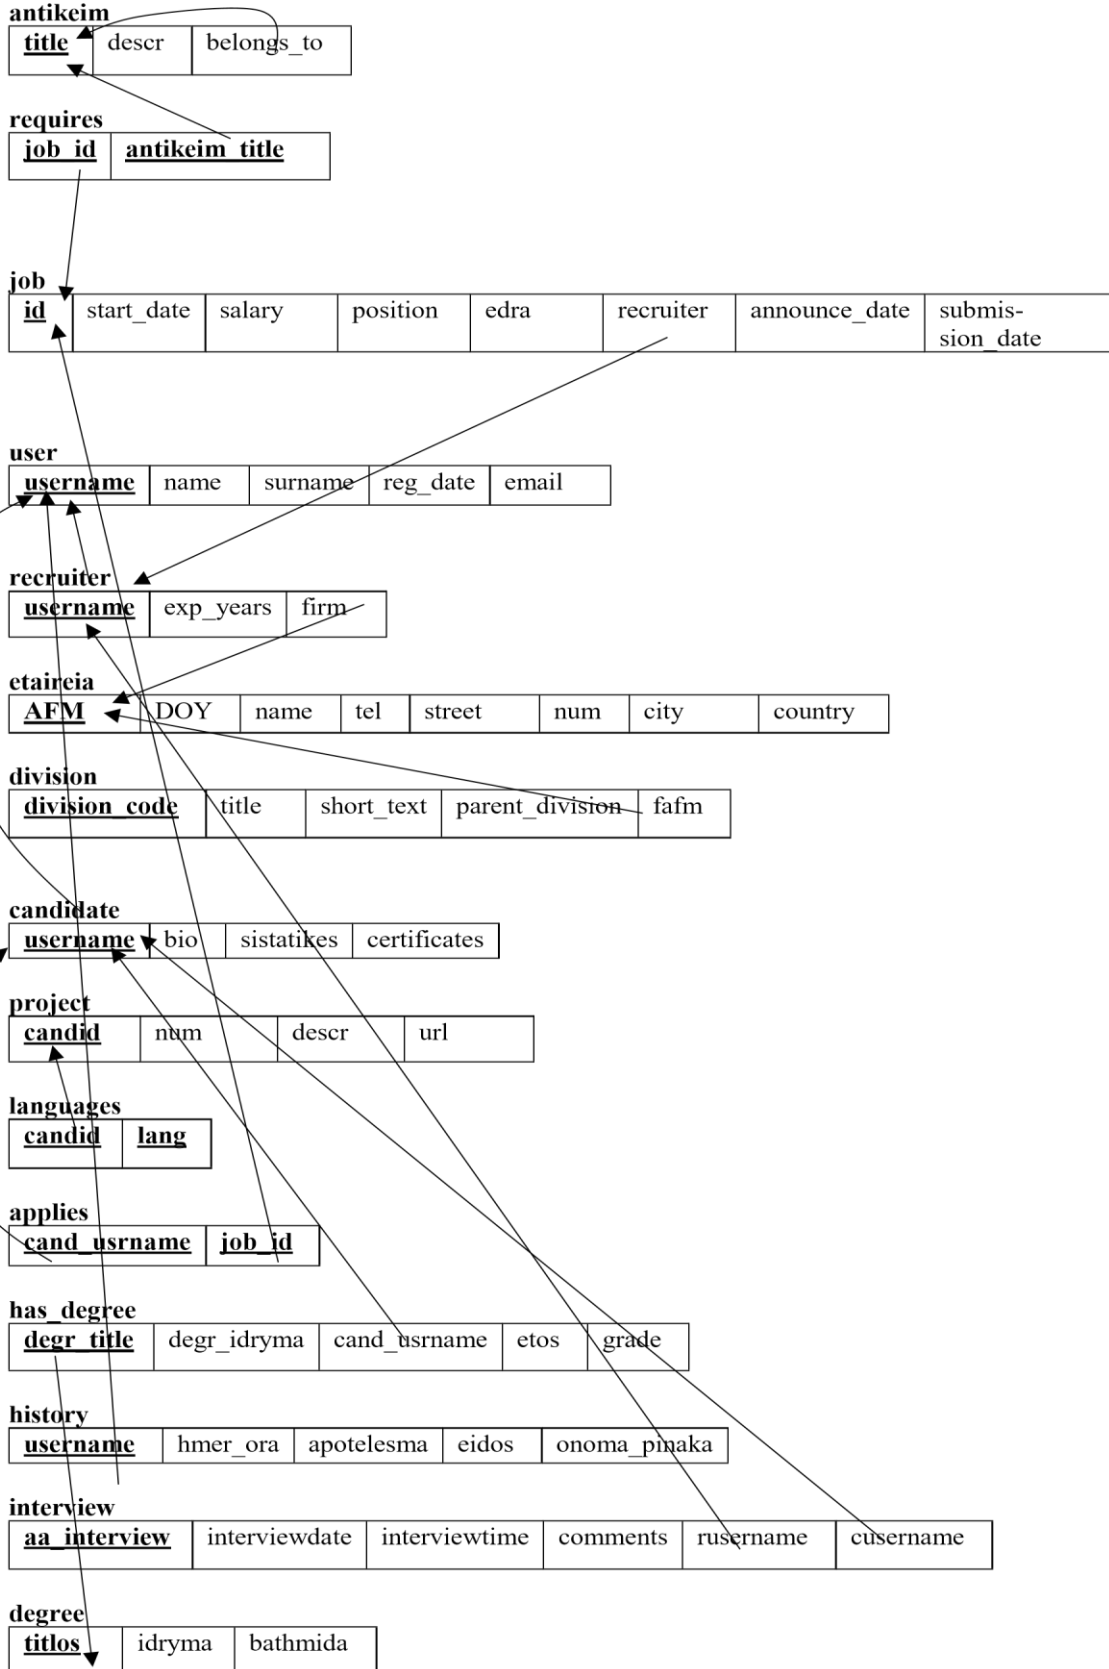 antikeim
title descr belongs_to
requires
job_id antikeim_title
job
id start_date salary position edra recruiter announce_date submis-
sion_date
user
username name surname reg_date email
recruiter
username exp_years firm
etaireia
AFM DOY name tel street num city country
division
division_code title short_text parent_division fafm
candidate
username bio sistatikes certificates
project
candid num descr url
languages
candid lang
applies
cand_usrname job_id
has_degree
degr_title degr_idryma cand_usrname etos grade
history
username hmer_ora apotelesma eidos onoma_pinaka
interview
aa_interview interviewdate interviewtime comments rusername cusername
degree
titlos idryma bathmida